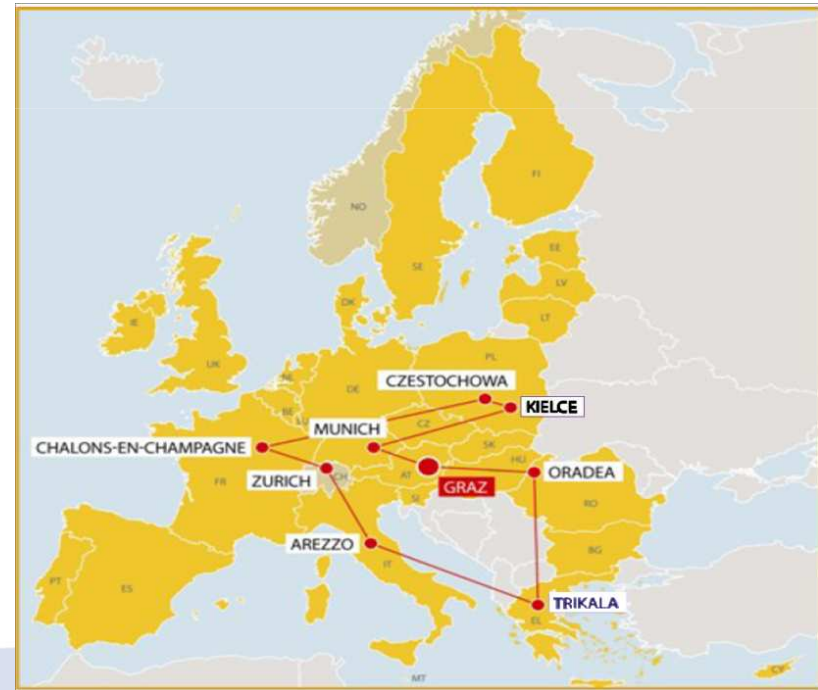 NO
FI
SE
EE
LV
LT
DK
IE
UK
NL
PL
DE
CZESTOCHOWA
BE
KIELCE
LU
CZ
MUNICH
CHALONS-EN-CHAMPAGNE
SK
HU
ZURICH
CH
AT
ORADEA
FR
GRAZ
SI
RO
AREZZO
IT
BG
PT
ES
TRIKALA
EL
CY
MT